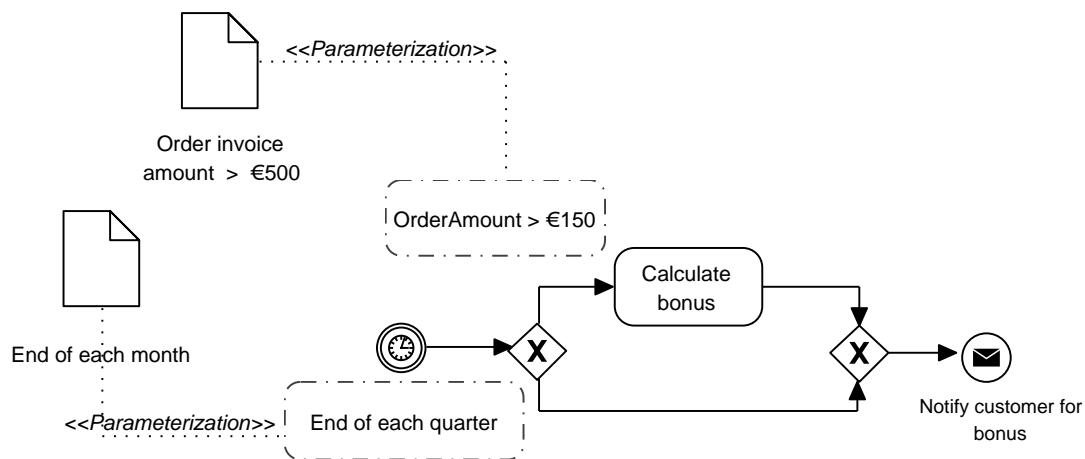 <<Parameterization>>
Order invoice
amount > €500
OrderAmount > €150
Calculate
bonus
X
X
End of each month
<<Parameterization>>
End of each quarter
Notify customer for
bonus